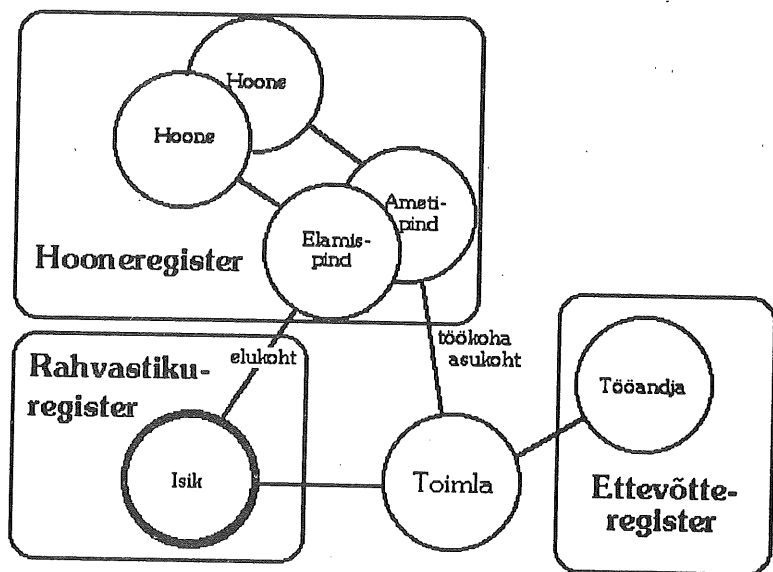 Hoone
Hoone
Ameti-
pind
Elamis-
pind
Hooneregister
elukoht
töökoha
asukoht
Rahvastiku-
register
Isik
Toimla
Tööandja
Ettevõtte-
register